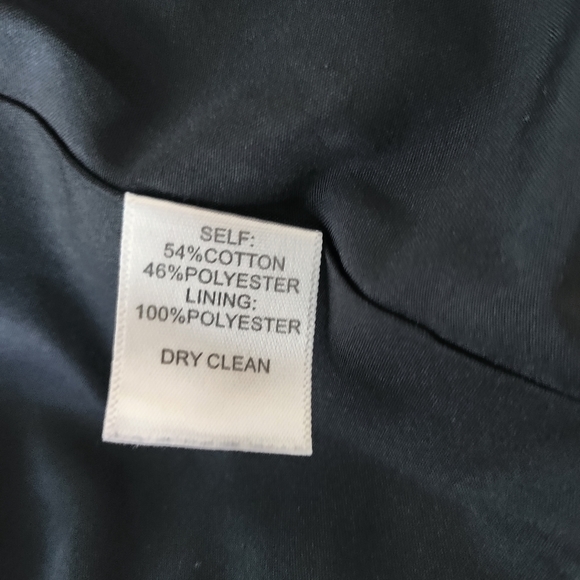 SELF:
54%COTTON
46%POLYESTER
LINING:
100%POLYESTER
DRY CLEAN